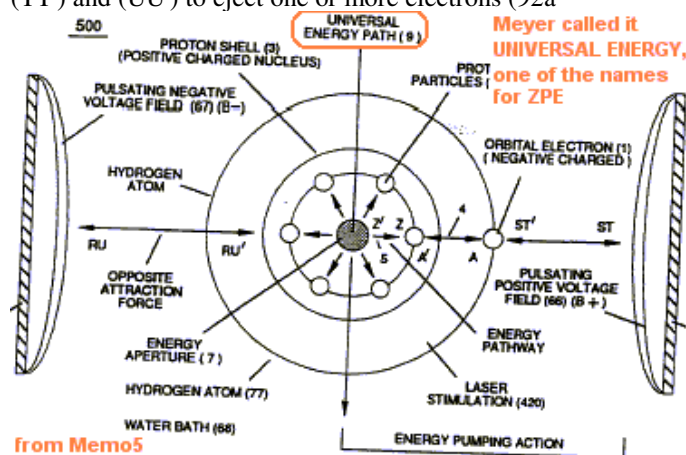 (TT') and (UU') to eject one or more electrons (92a
500
UNIVERSAL
ENERGY PATH (9)
Meyer called it
UNIVERSAL ENERGY,
one of the names
for ZPE
PROTON SHELL (3)
(POSITIVE CHARGED NUCLEUS)
PROT
PARTICLES (
PULSATING NEGATIVE
VOLTAGE FIELD (67) (B-)
ORBITAL ELECTRON (1)
( NEGATIVE CHARGED )
HYDROGEN
ATOM
4
Z' Z
ST' ST
RU RU'
5 A' A
OPPOSITE
ATTRACTION
FORCE
PULSATING
POSITIVE VOLTAGE
FIELD (66) (B+)
ENERGY
APERTURE ( 7 )
ENERGY
PATHWAY
HYDROGEN ATOM (77)
LASER
STIMULATION (420)
WATER BATH (68)
from Memo5
ENERGY PUMPING ACTION